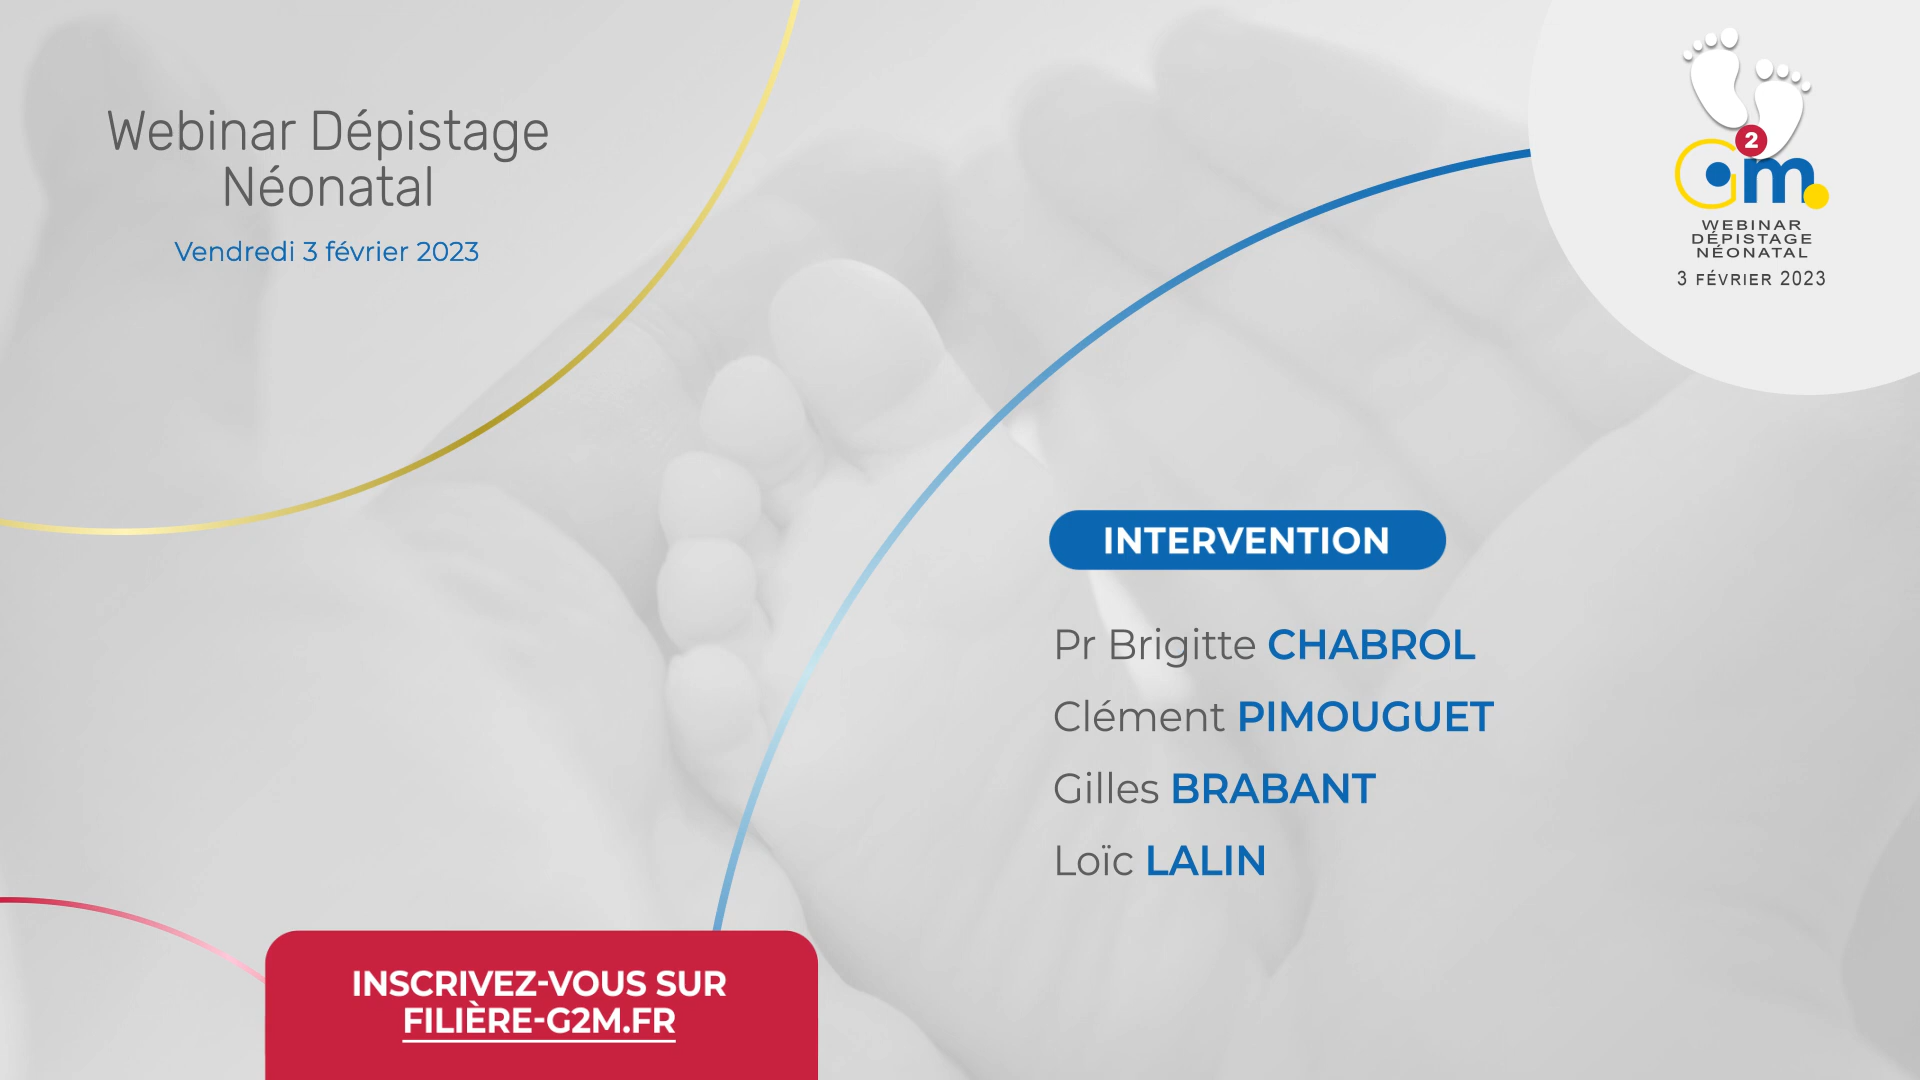 Webinar Dépistage
Néonatal
Vendredi 3 février 2023
G2m
WEBINAR
DÉPISTAGE
NÉONATAL
3 FÉVRIER 2023
INTERVENTION
Pr Brigitte CHABROL
Clément PIMOUGUET
Gilles BRABANT
Loïc LALIN
INSCRIVEZ-VOUS SUR
FILIÈRE-G2M.FR